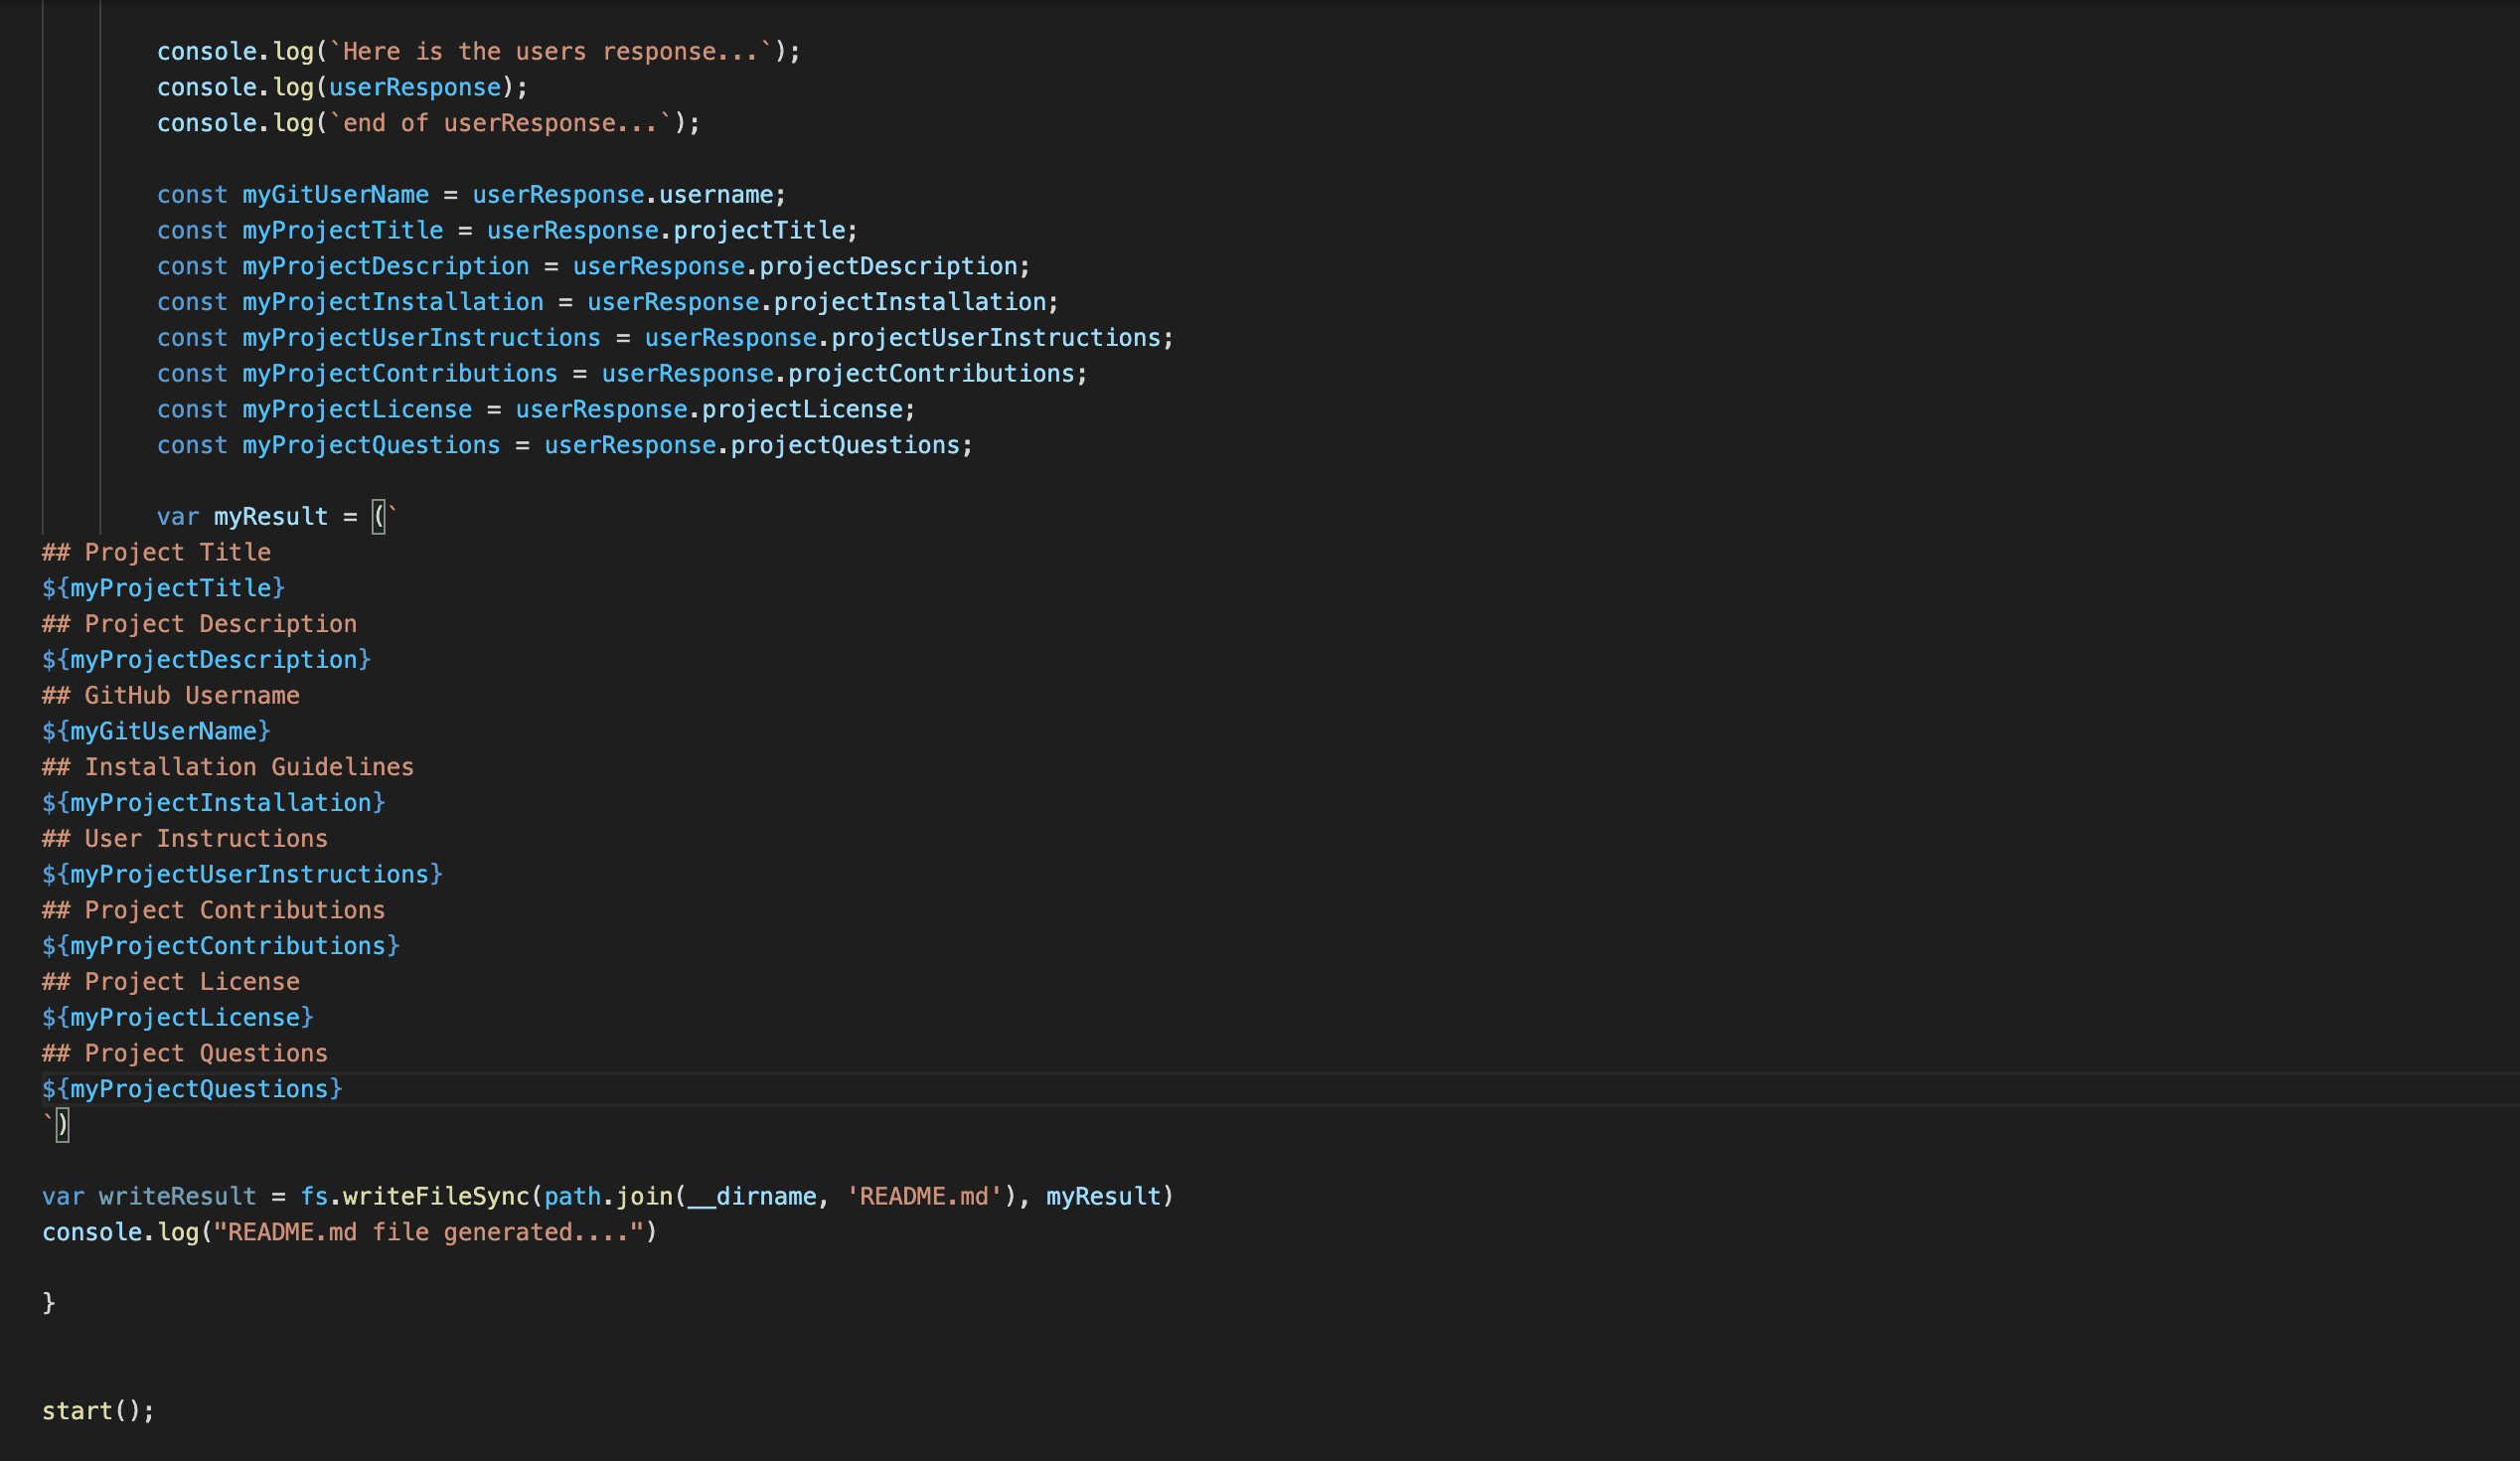 console.log(`Here is the users response...`);
console.log(userResponse);
console.log(`end of userResponse...`);
const myGitUserName = userResponse.username;
const myProjectTitle = userResponse.projectTitle;
const myProjectDescription = userResponse.projectDescription;
const myProjectInstallation = userResponse.projectInstallation;
const myProjectUserInstructions = userResponse.projectUserInstructions;
const myProjectContributions = userResponse.projectContributions;
const myProjectLicense = userResponse.projectLicense;
const myProjectQuestions = userResponse.projectQuestions;
var myResult = (`
## Project Title
${myProjectTitle}
## Project Description
${myProjectDescription}
## GitHub Username
${myGitUserName}
## Installation Guidelines
${myProjectInstallation}
## User Instructions
${myProjectUserInstructions}
## Project Contributions
${myProjectContributions}
## Project License
${myProjectLicense}
## Project Questions
${myProjectQuestions}
`)
var writeResult = fs.writeFileSync(path.join(__dirname, 'README.md'), myResult)
console.log("README.md file generated....")
}
start();